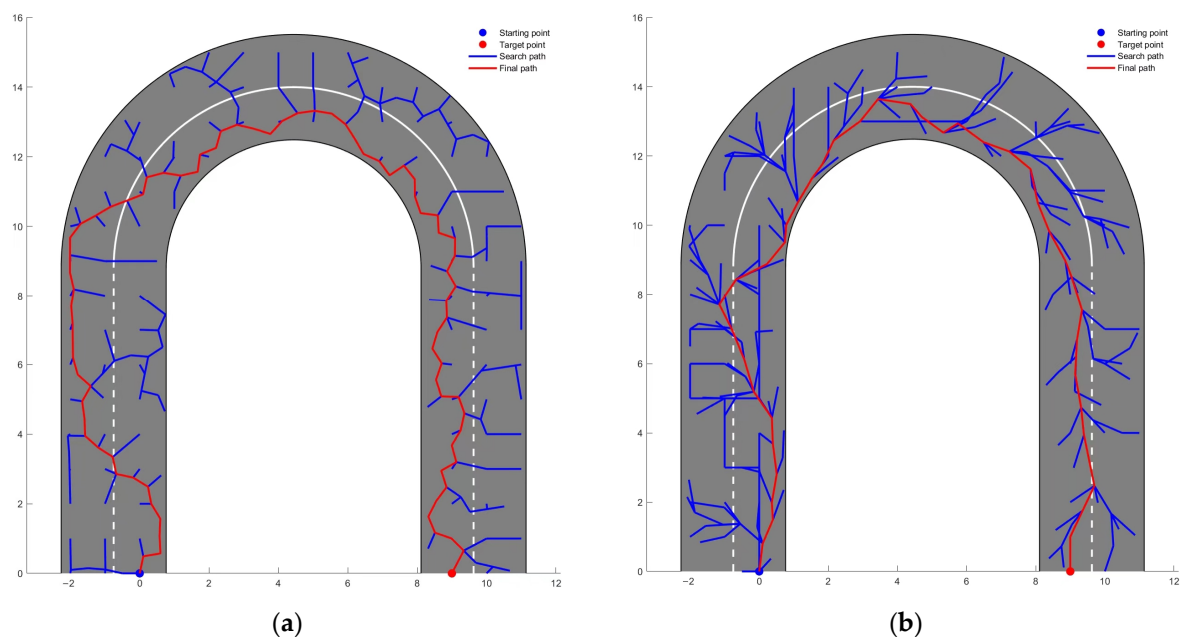 16
14
12
10
8
6
4
2
0
−2 0 2 4 6 8 10 12
Starting point
Target point
Search path
Final path
(a)
16
14
12
10
8
6
4
2
0
−2 0 2 4 6 8 10 12
Starting point
Target point
Search path
Final path
(b)